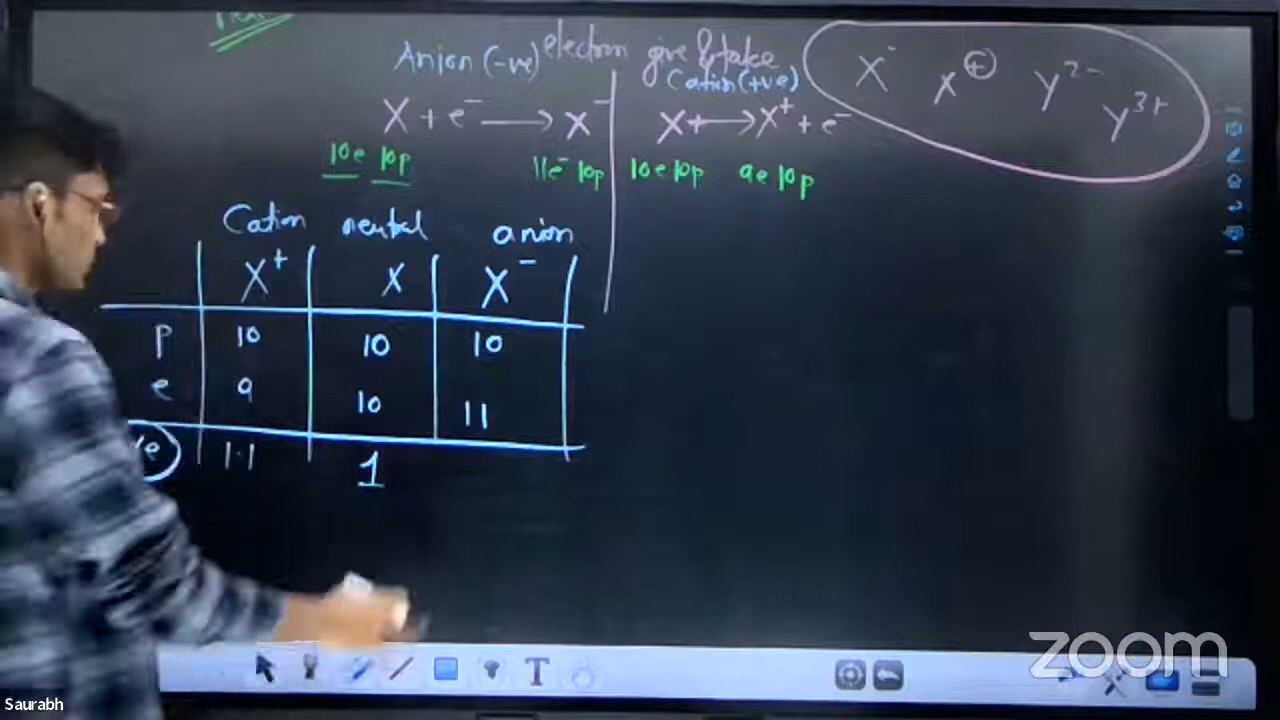 electron give & take
Anion (-ve)
Cation (+ve)
X + e⁻ → X⁻
X → X⁺ + e⁻
10e 10p
11e⁻ 10p
10e 10p
9e 10p
X⁻ X⁺ Y²⁻ Y³⁺
Cation neutral anion
X⁺ X X⁻
p 10 10 10
e 9 10 11
1.1 1
T
zoom
Saurabh